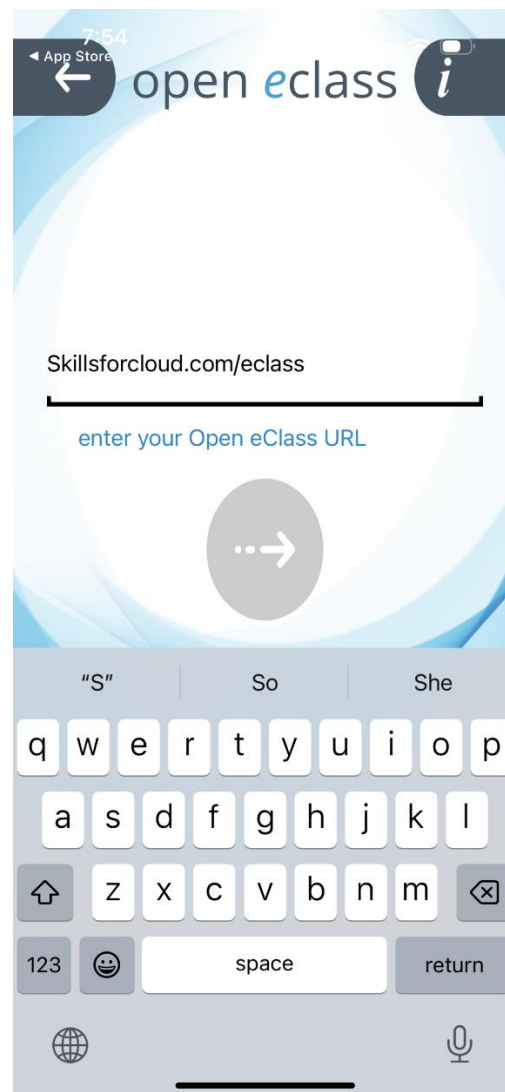 7:54
◄ App Store
open eclass
i
Skillsforcloud.com/eclass
enter your Open eClass URL
"S" So She
q w e r t y u i o p
a s d f g h j k l
z x c v b n m
123 space return